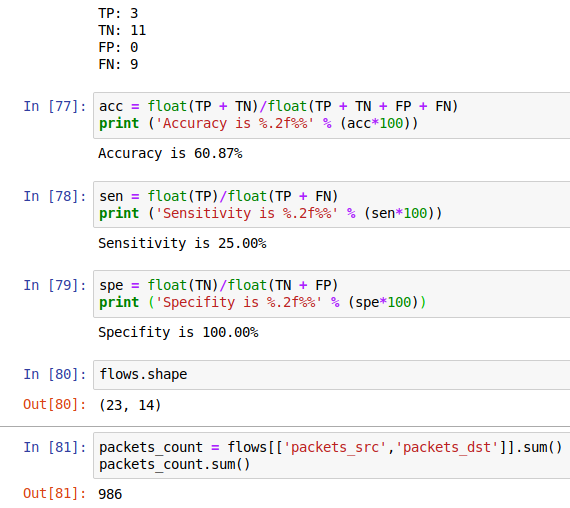 TP: 3
TN: 11
FP: 0
FN: 9
In [77]: acc = float(TP + TN)/float(TP + TN + FP + FN)
print ('Accuracy is %.2f%%' % (acc*100))
Accuracy is 60.87%
In [78]: sen = float(TP)/float(TP + FN)
print ('Sensitivity is %.2f%%' % (sen*100))
Sensitivity is 25.00%
In [79]: spe = float(TN)/float(TN + FP)
print ('Specifity is %.2f%%' % (spe*100))
Specifity is 100.00%
In [80]: flows.shape
Out[80]: (23, 14)
In [81]: packets_count = flows[['packets_src','packets_dst']].sum()
packets_count.sum()
Out[81]: 986